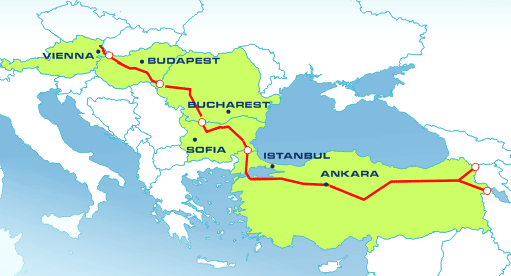 VIENNA
BUDAPEST
BUCHAREST
SOFIA
ISTANBUL
ANKARA